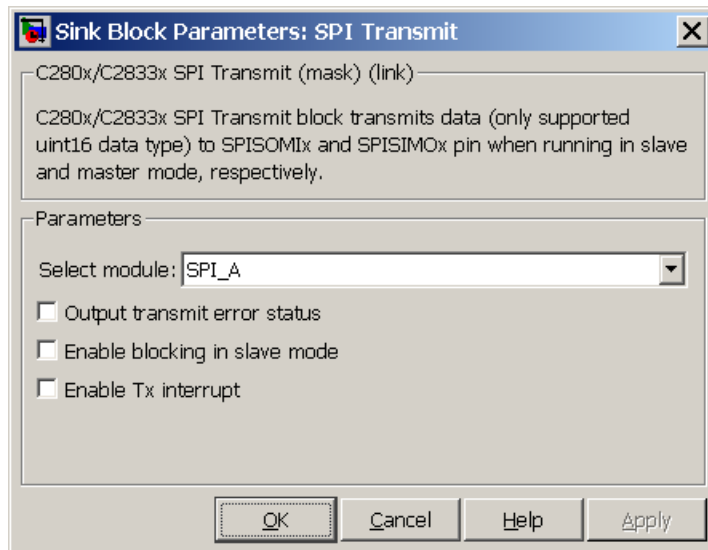 Sink Block Parameters: SPI Transmit
C280x/C2833x SPI Transmit (mask) (link)
C280x/C2833x SPI Transmit block transmits data (only supported
uint16 data type) to SPISOMIx and SPISIMOx pin when running in slave
and master mode, respectively.
Parameters
Select module: SPI_A
Output transmit error status
Enable blocking in slave mode
Enable Tx interrupt
OK Cancel Help Apply